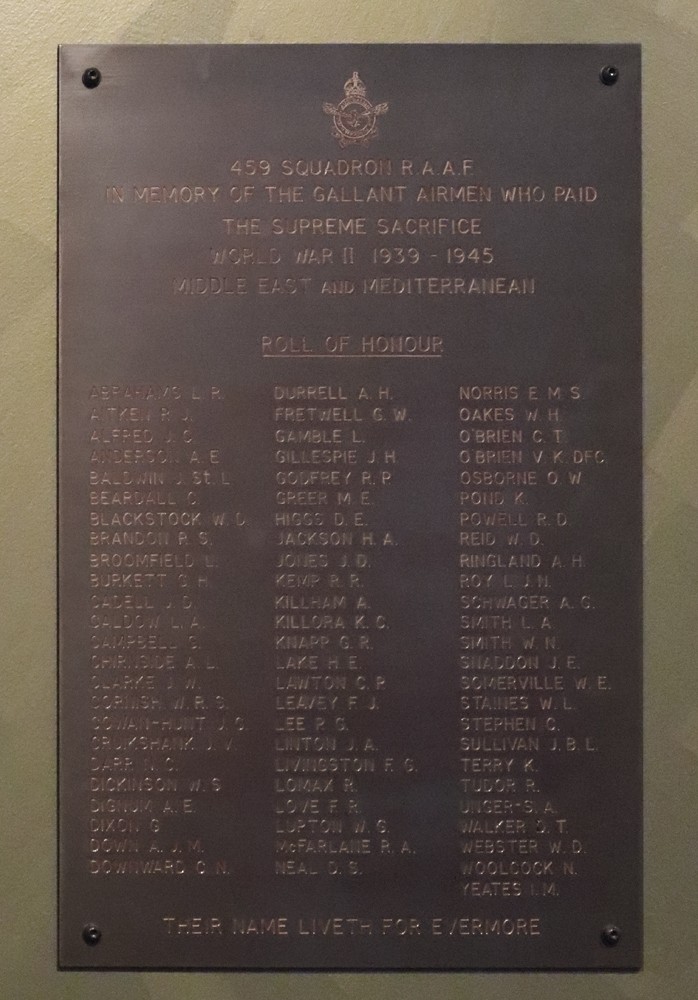 459 SQUADRON R.A.A.F.
IN MEMORY OF THE GALLANT AIRMEN WHO PAID
THE SUPREME SACRIFICE
WORLD WAR II 1939 - 1945
MIDDLE EAST AND MEDITERRANEAN
ROLL OF HONOUR
ABRAHAMS L. R.
AITKEN R. J.
ALFRED J. C.
ANDERSON A. E.
BALDWIN J. St. L.
BEARDALL C.
BLACKSTOCK W. D.
BRANDON R. S.
BROOMFIELD L.
BURKETT G. H.
CADELL J. D.
CALDOW L. A.
CAMPBELL S.
CHIRNSIDE A. L.
CLARKE J. W.
CORNISH W. R. S.
COWAN-HUNT J. C.
CRUIKSHANK J. V.
DARR N. C.
DICKINSON W. S.
DIGNUM A. E.
DIXON G.
DOWN A. J. M.
DOWNWARD C. N.
DURRELL A. H.
FRETWELL G. W.
GAMBLE L.
GILLESPIE J. H.
GODFREY R. P.
GREER M. E.
HIGGS D. E.
JACKSON H. A.
JONES J. D.
KEMP R. R.
KILLHAM A.
KILLORA K. C.
KNAPP G. R.
LAKE H. E.
LAWTON C. P.
LEAVEY F. J.
LEE P. G.
LINTON J. A.
LIVINGSTON F. G.
LOMAX R.
LOVE F. R.
LUPTON W. G.
McFARLANE R. A.
NEAL D. S.
NORRIS E. M. S.
OAKES W. H.
O'BRIEN C. T.
O'BRIEN V. K. DFC.
OSBORNE O. W.
POND K.
POWELL R. D.
REID W. D.
RINGLAND A. H.
ROY L. J. N.
SCHWAGER A. C.
SMITH L. A.
SMITH W. N.
SNADDON J. E.
SOMERVILLE W. E.
STAINES W. L.
STEPHEN C.
SULLIVAN J. B. L.
TERRY K.
TUDOR R.
UNGER S. A.
WALKER S. T.
WEBSTER W. D.
WOOLCOCK N.
YEATES I. M.
THEIR NAME LIVETH FOR EVERMORE